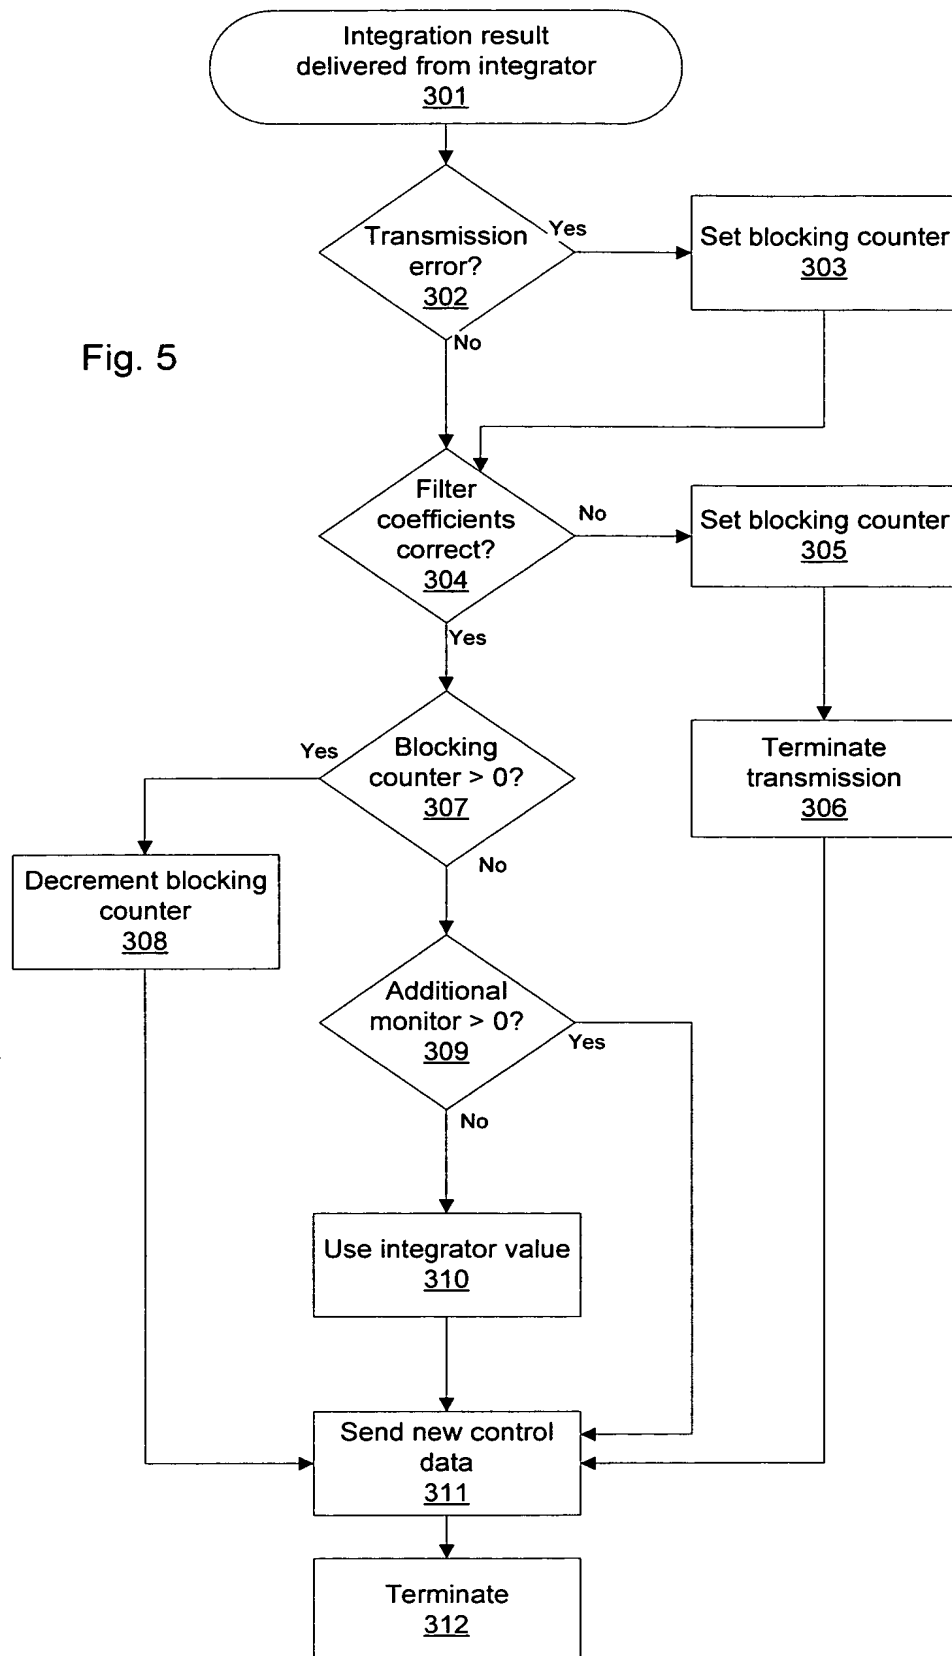 Integration result
delivered from integrator
301
Transmission
error?
302
Yes
Set blocking counter
303
No
Fig. 5
Filter
coefficients
correct?
304
No
Set blocking counter
305
Yes
Terminate
transmission
306
Blocking
counter > 0?
307
Yes
No
Decrement blocking
counter
308
Additional
monitor > 0?
309
Yes
No
Use integrator value
310
Send new control
data
311
Terminate
312